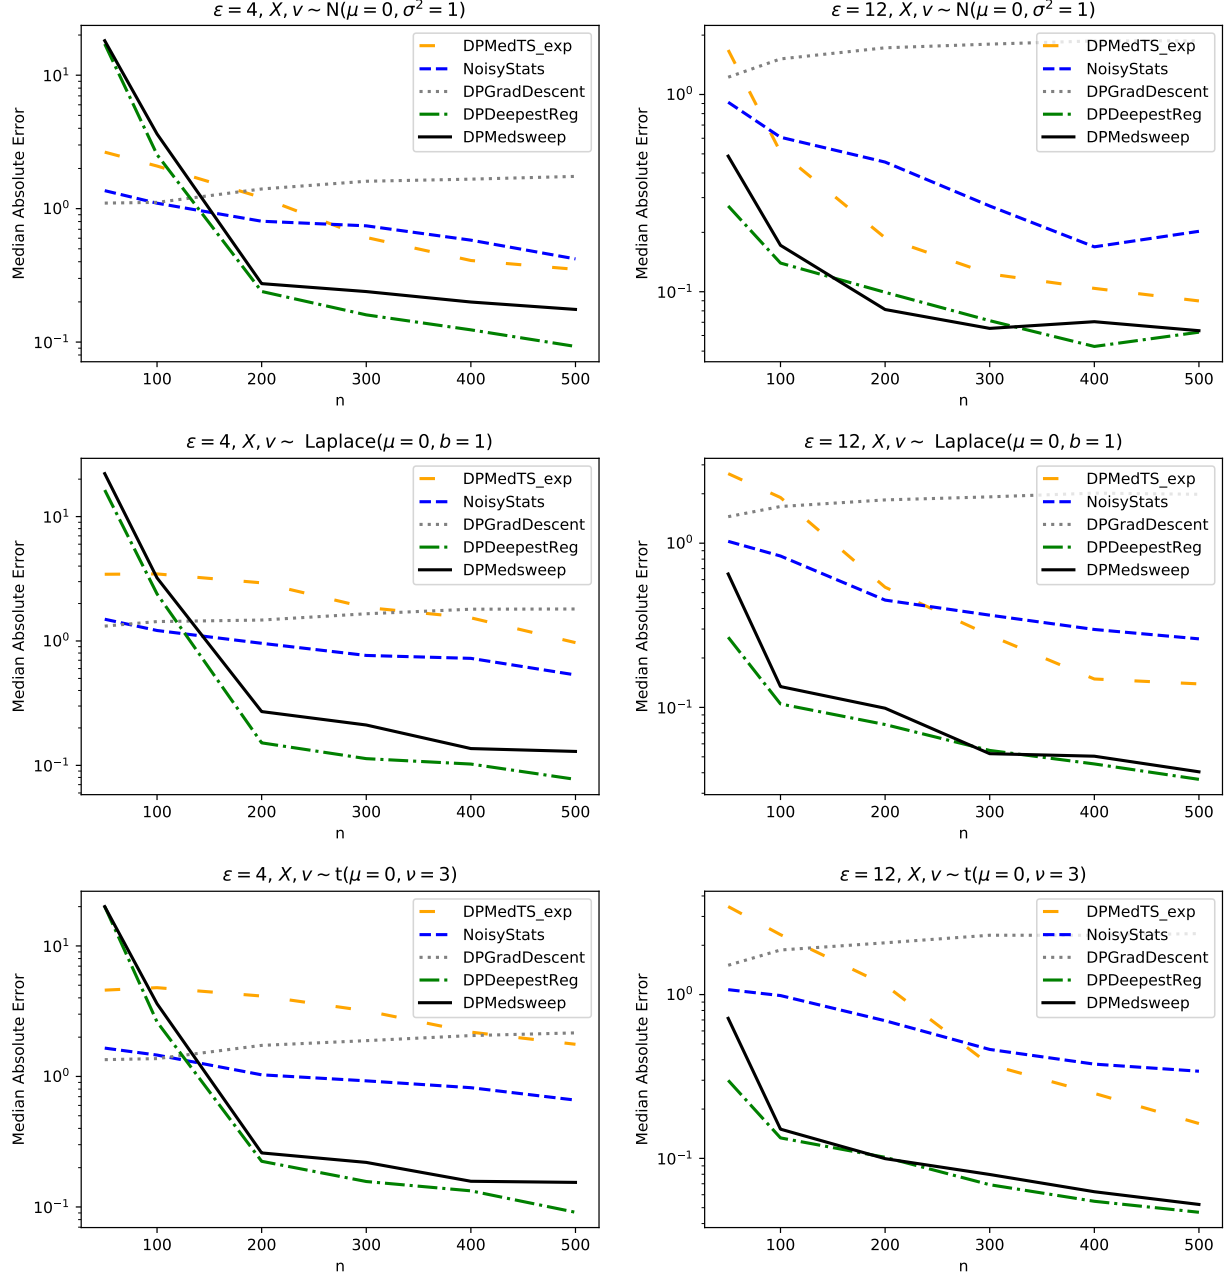 ε = 4, X, v ~ N(μ = 0, σ² = 1)
Median Absolute Error
10¹
10⁰
10⁻¹
DPMedTS_exp
NoisyStats
DPGradDescent
DPDeepestReg
DPMedsweep
100 200 300 400 500
n
ε = 12, X, v ~ N(μ = 0, σ² = 1)
Median Absolute Error
10⁰
10⁻¹
DPMedTS_exp
NoisyStats
DPGradDescent
DPDeepestReg
DPMedsweep
100 200 300 400 500
n
ε = 4, X, v ~ Laplace(μ = 0, b = 1)
Median Absolute Error
10¹
10⁰
10⁻¹
DPMedTS_exp
NoisyStats
DPGradDescent
DPDeepestReg
DPMedsweep
100 200 300 400 500
n
ε = 12, X, v ~ Laplace(μ = 0, b = 1)
Median Absolute Error
10⁰
10⁻¹
DPMedTS_exp
NoisyStats
DPGradDescent
DPDeepestReg
DPMedsweep
100 200 300 400 500
n
ε = 4, X, v ~ t(μ = 0, ν = 3)
Median Absolute Error
10¹
10⁰
10⁻¹
DPMedTS_exp
NoisyStats
DPGradDescent
DPDeepestReg
DPMedsweep
100 200 300 400 500
n
ε = 12, X, v ~ t(μ = 0, ν = 3)
Median Absolute Error
10⁰
10⁻¹
DPMedTS_exp
NoisyStats
DPGradDescent
DPDeepestReg
DPMedsweep
100 200 300 400 500
n